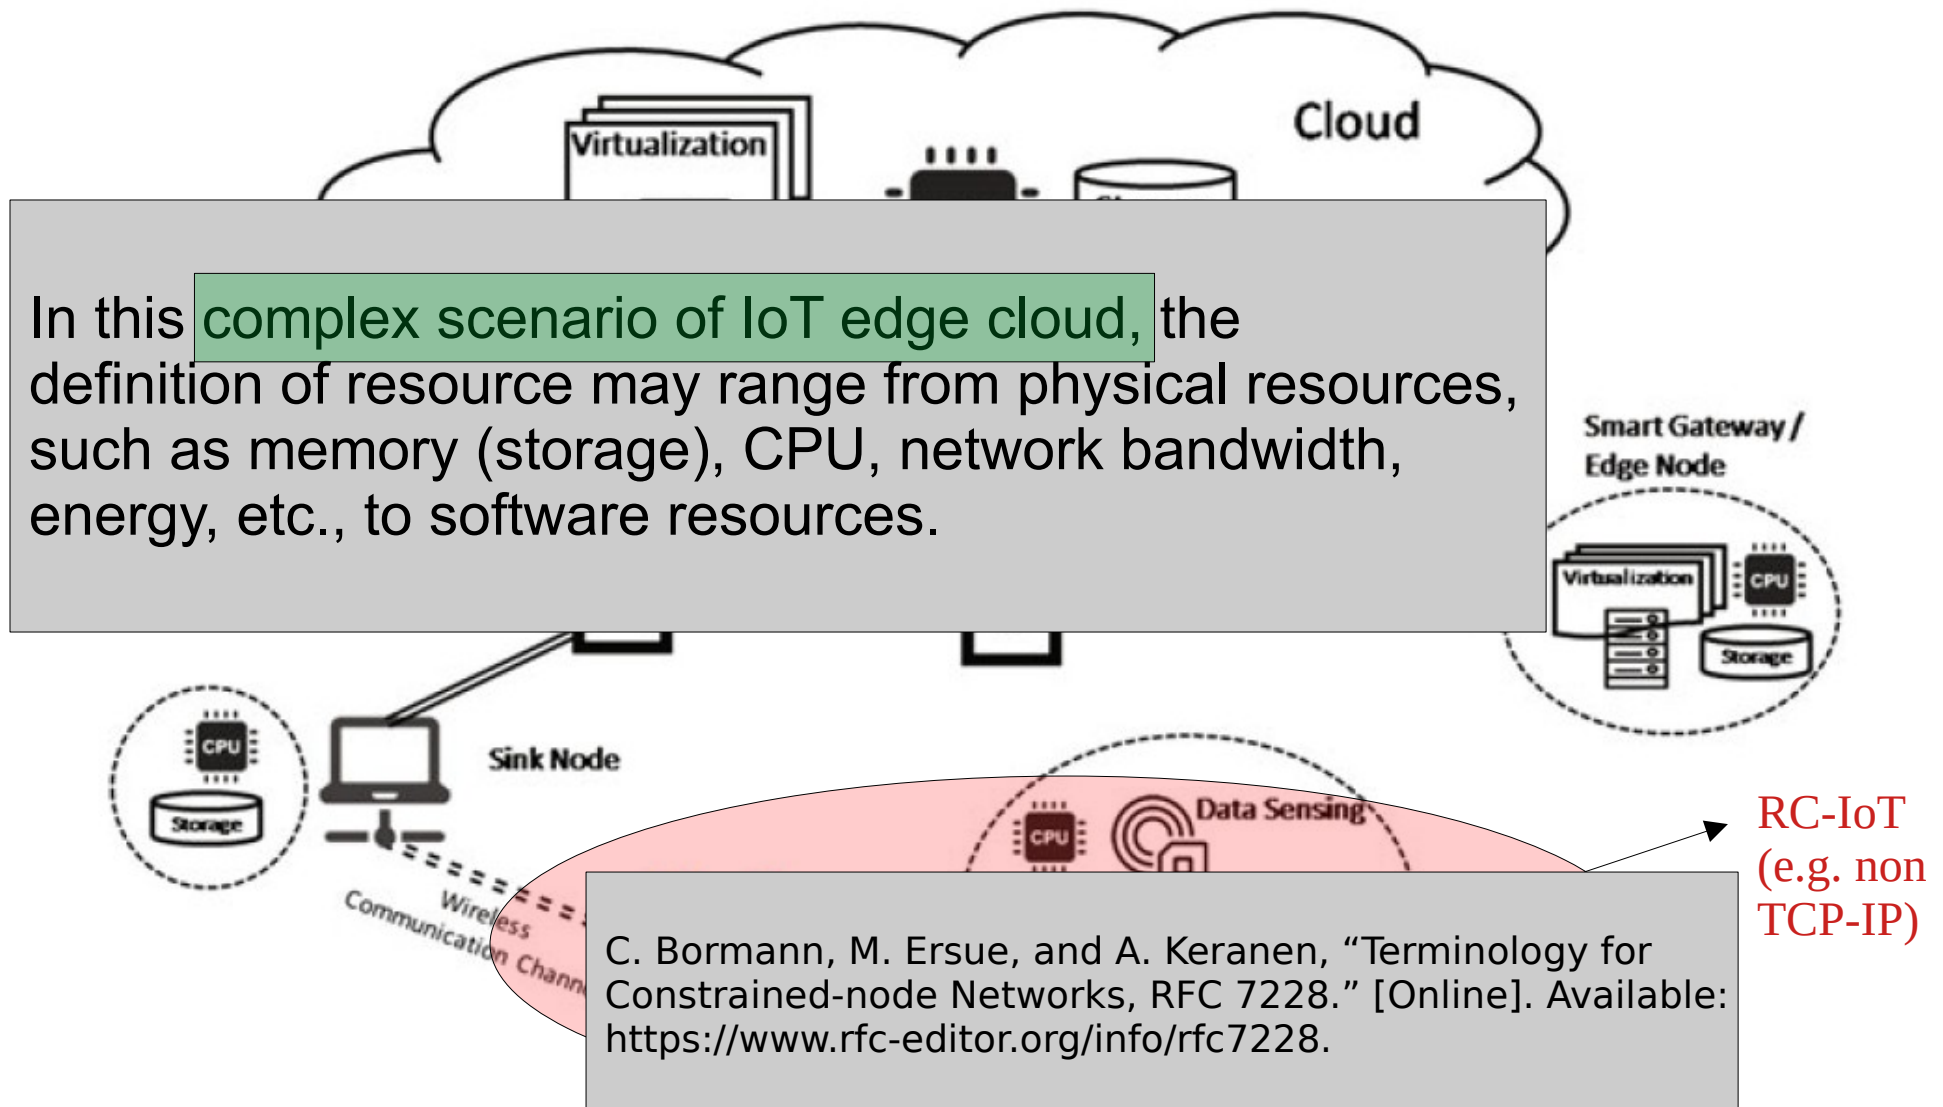 Cloud
Virtualization
In this complex scenario of IoT edge cloud, the
definition of resource may range from physical resources,
such as memory (storage), CPU, network bandwidth,
energy, etc., to software resources.
Smart Gateway /
Edge Node
Virtualization
CPU
Storage
CPU
Storage
Sink Node
Data Sensing
CPU
RC-IoT
(e.g. non
TCP-IP)
Wireless
Communication
C. Bormann, M. Ersue, and A. Keranen, “Terminology for
Constrained-node Networks, RFC 7228.” [Online]. Available:
https://www.rfc-editor.org/info/rfc7228.